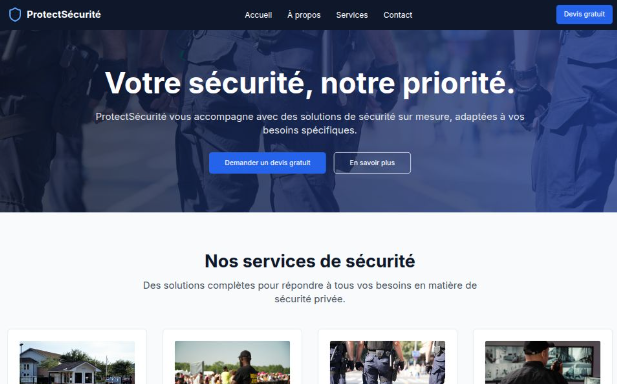 ProtectSécurité
Accueil À propos Services Contact
Devis gratuit
Votre sécurité, notre priorité.
ProtectSécurité vous accompagne avec des solutions de sécurité sur mesure, adaptées à vos
besoins spécifiques.
Demander un devis gratuit
En savoir plus
Nos services de sécurité
Des solutions complètes pour répondre à tous vos besoins en matière de
sécurité privée.